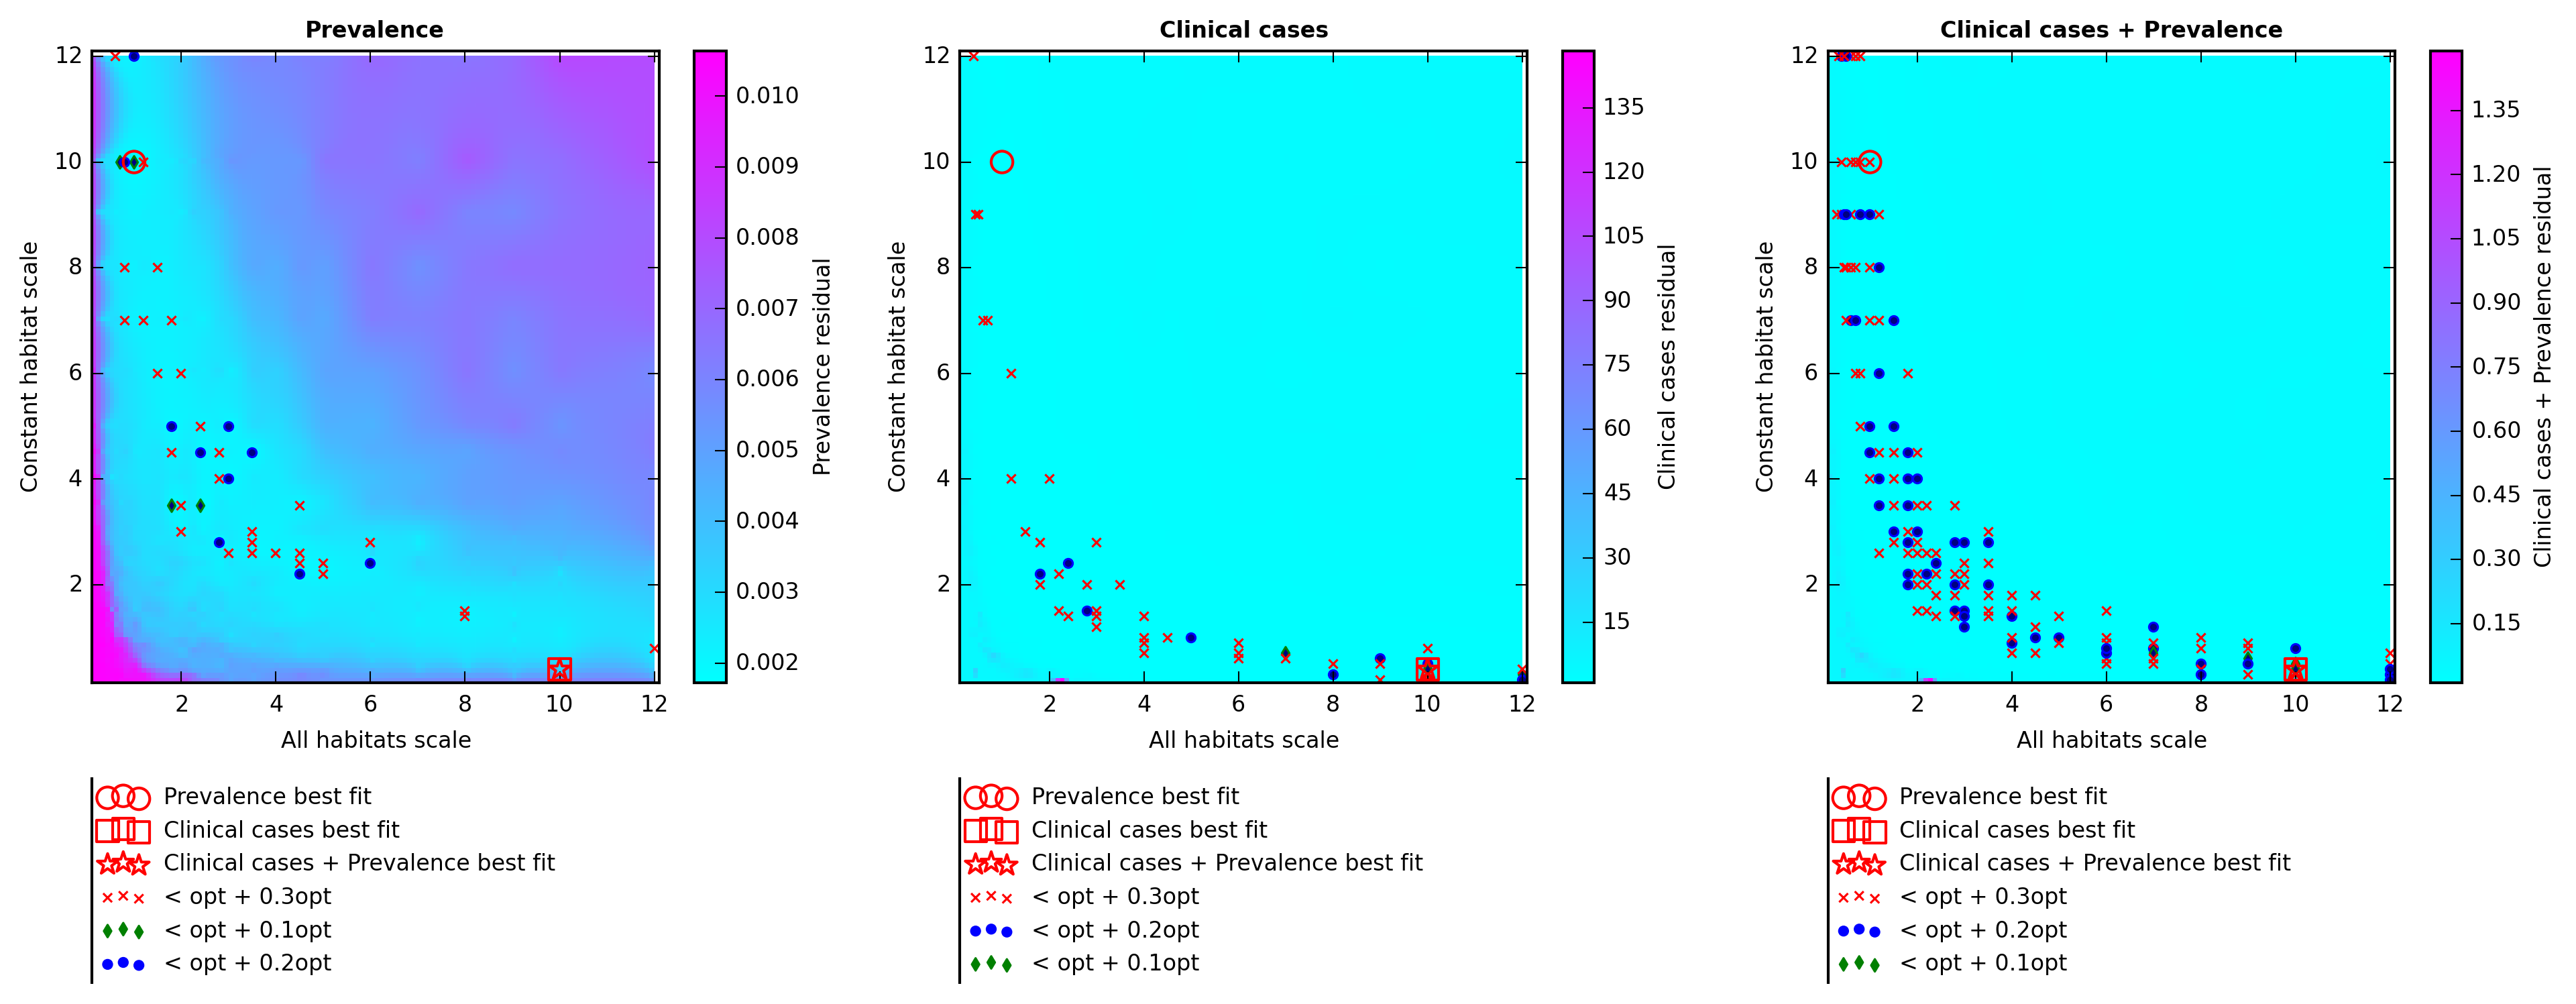 Prevalence
Clinical cases
Clinical cases + Prevalence
12
10
8
6
4
2
Constant habitat scale
2 4 6 8 10 12
All habitats scale
0.010
0.009
0.008
0.007
0.006
0.005
0.004
0.003
0.002
Prevalence residual
12
10
8
6
4
2
Constant habitat scale
2 4 6 8 10 12
All habitats scale
135
120
105
90
75
60
45
30
15
Clinical cases residual
12
10
8
6
4
2
Constant habitat scale
2 4 6 8 10 12
All habitats scale
1.35
1.20
1.05
0.90
0.75
0.60
0.45
0.30
0.15
Clinical cases + Prevalence residual
Prevalence best fit
Clinical cases best fit
Clinical cases + Prevalence best fit
< opt + 0.3opt
< opt + 0.1opt
< opt + 0.2opt
Prevalence best fit
Clinical cases best fit
Clinical cases + Prevalence best fit
< opt + 0.3opt
< opt + 0.2opt
< opt + 0.1opt
Prevalence best fit
Clinical cases best fit
Clinical cases + Prevalence best fit
< opt + 0.3opt
< opt + 0.2opt
< opt + 0.1opt